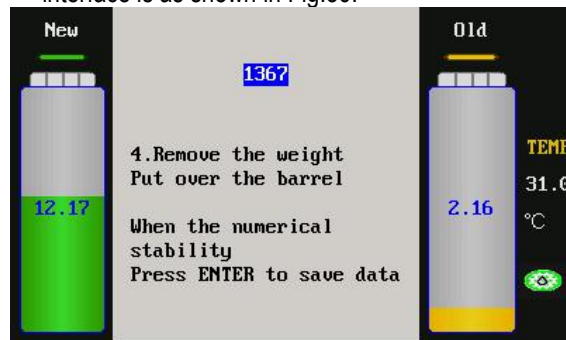 interface is as shown in Fig.
New
Old
1367
4.Remove the weight
Put over the barrel
When the numerical
stability
Press ENTER to save data
12.17
2.16
TEMP
31.0
°C